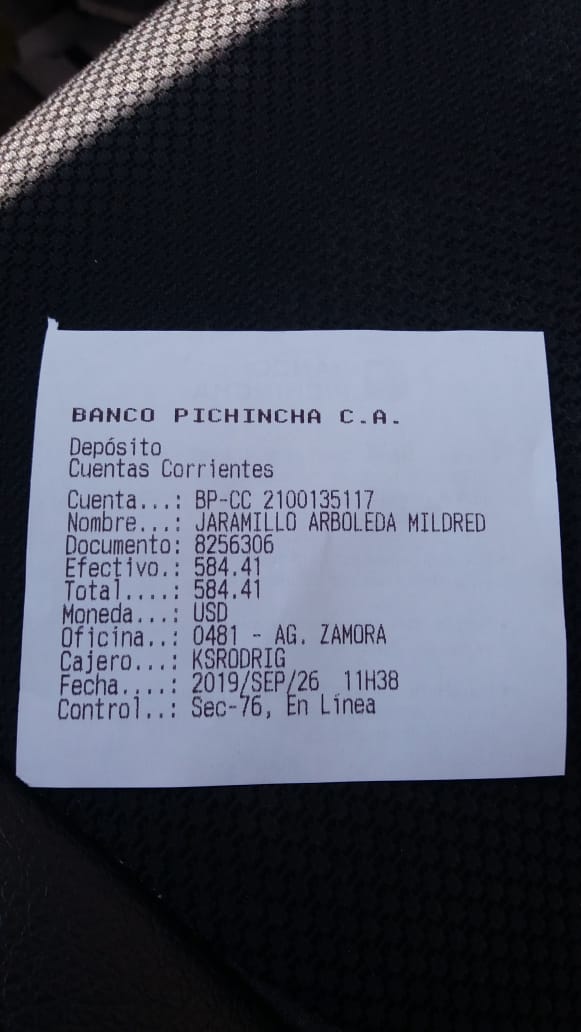 BANCO PICHINCHA C.A.
Depósito
Cuentas Corrientes
Cuenta...: BP-CC 2100135117
Nombre...: JARAMILLO ARBOLEDA MILDRED
Documento: 8256306
Efectivo.: 584.41
Total....: 584.41
Moneda...: USD
Oficina..: 0481 - AG. ZAMORA
Cajero...: KSRODRIG
Fecha....: 2019/SEP/26 11H38
Control..: Sec-76, En Línea